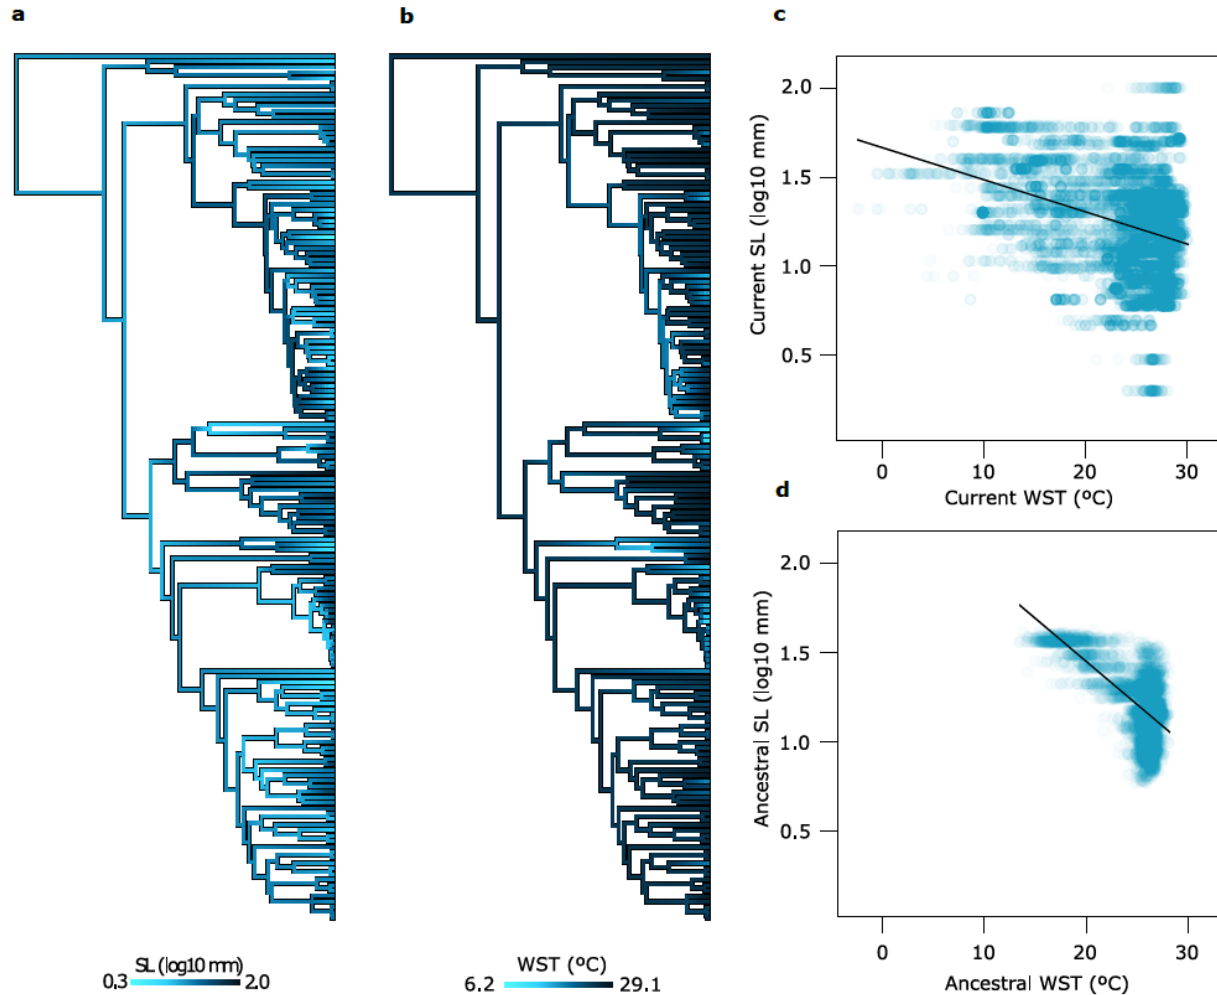 a
b
c
2.0
1.5
1.0
0.5
Current SL (log10 mm)
0
10
20
30
Current WST (ºC)
d
2.0
1.5
1.0
0.5
Ancestral SL (log10 mm)
0
10
20
30
Ancestral WST (ºC)
SL (log10 mm)
0.3
2.0
WST (ºC)
6.2
29.1